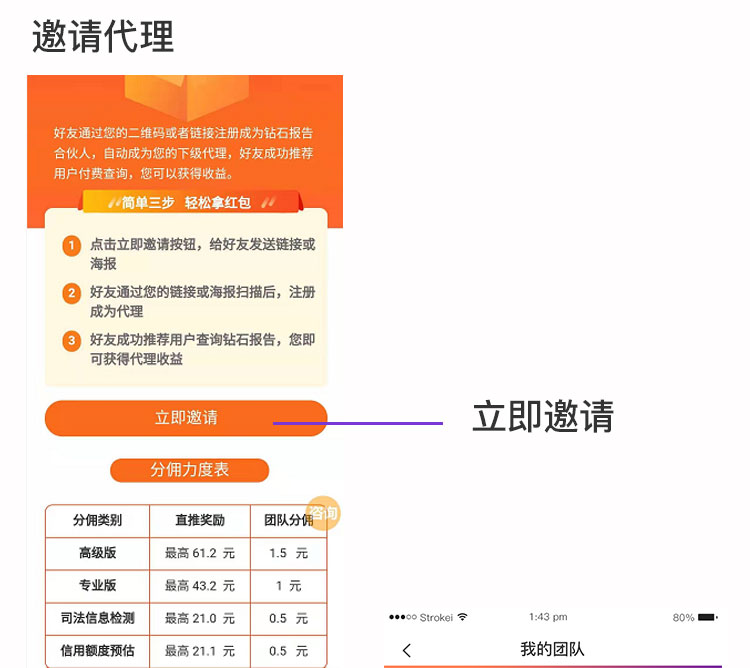 邀请代理
好友通过您的二维码或者链接注册成为钻石报告
合伙人，自动成为您的下级代理，好友成功推荐
用户付费查询，您可以获得收益。
简单三步 轻松拿红包
1 点击立即邀请按钮，给好友发送链接或
海报
2 好友通过您的链接或海报扫描后，注册
成为代理
3 好友成功推荐用户查询钻石报告，您即
可获得代理收益
立即邀请
立即邀请
分佣力度表
咨询
分佣类别 直推奖励 团队分佣
高级版 最高 61.2 元 1.5 元
专业版 最高 43.2 元 1 元
司法信息检测 最高 21.0 元 0.5 元
信用额度预估 最高 21.1 元 0.5 元
Strokei 1:43 pm 80%
我的团队